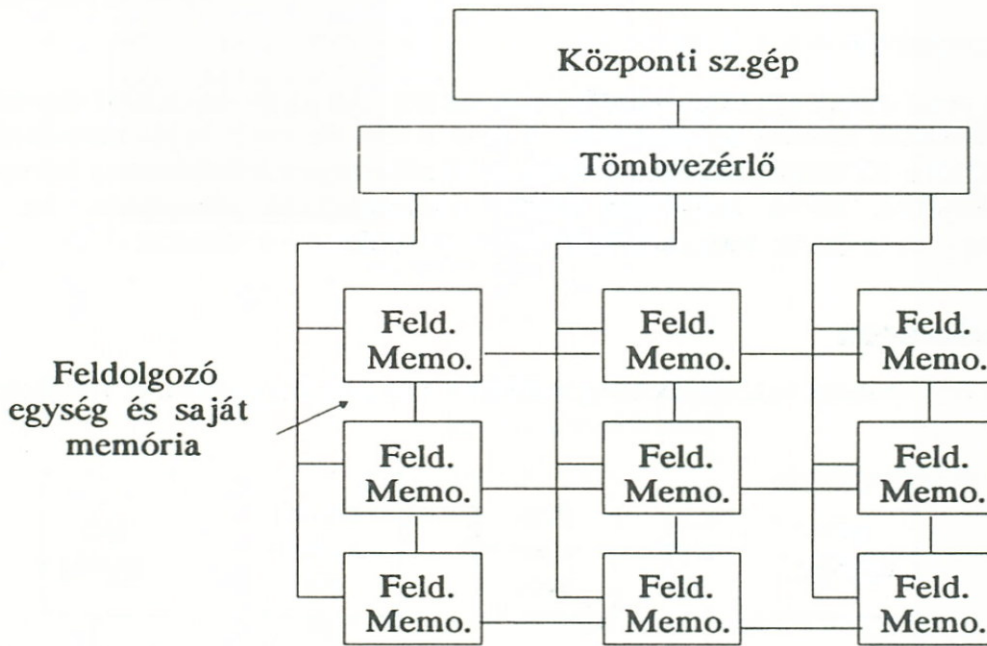 Központi sz.gép
Tömbvezérlő
Feld.
Memo.
Feld.
Memo.
Feld.
Memo.
Feldolgozó
egység és saját
memória
Feld.
Memo.
Feld.
Memo.
Feld.
Memo.
Feld.
Memo.
Feld.
Memo.
Feld.
Memo.